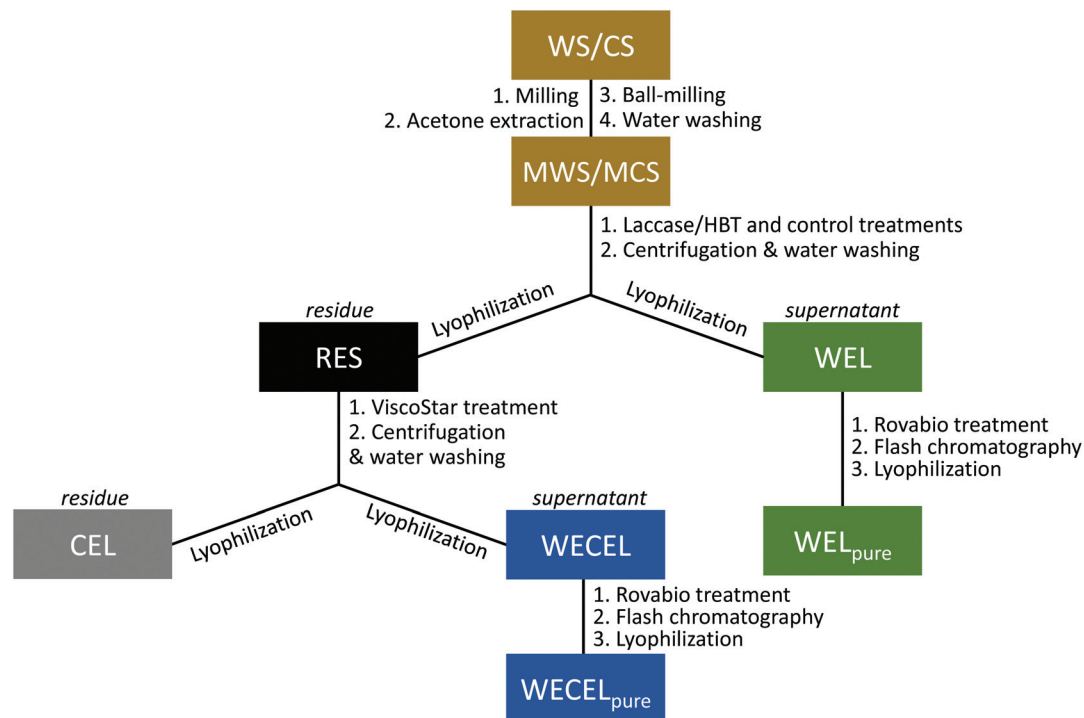 WS/CS
1. Milling
2. Acetone extraction
3. Ball-milling
4. Water washing
MWS/MCS
1. Laccase/HBT and control treatments
2. Centrifugation & water washing
Lyophilization
Lyophilization
residue
RES
supernatant
WEL
1. ViscoStar treatment
2. Centrifugation
& water washing
1. Rovabio treatment
2. Flash chromatography
3. Lyophilization
Lyophilization
Lyophilization
residue
CEL
supernatant
WECEL
WELpure
1. Rovabio treatment
2. Flash chromatography
3. Lyophilization
WECELpure